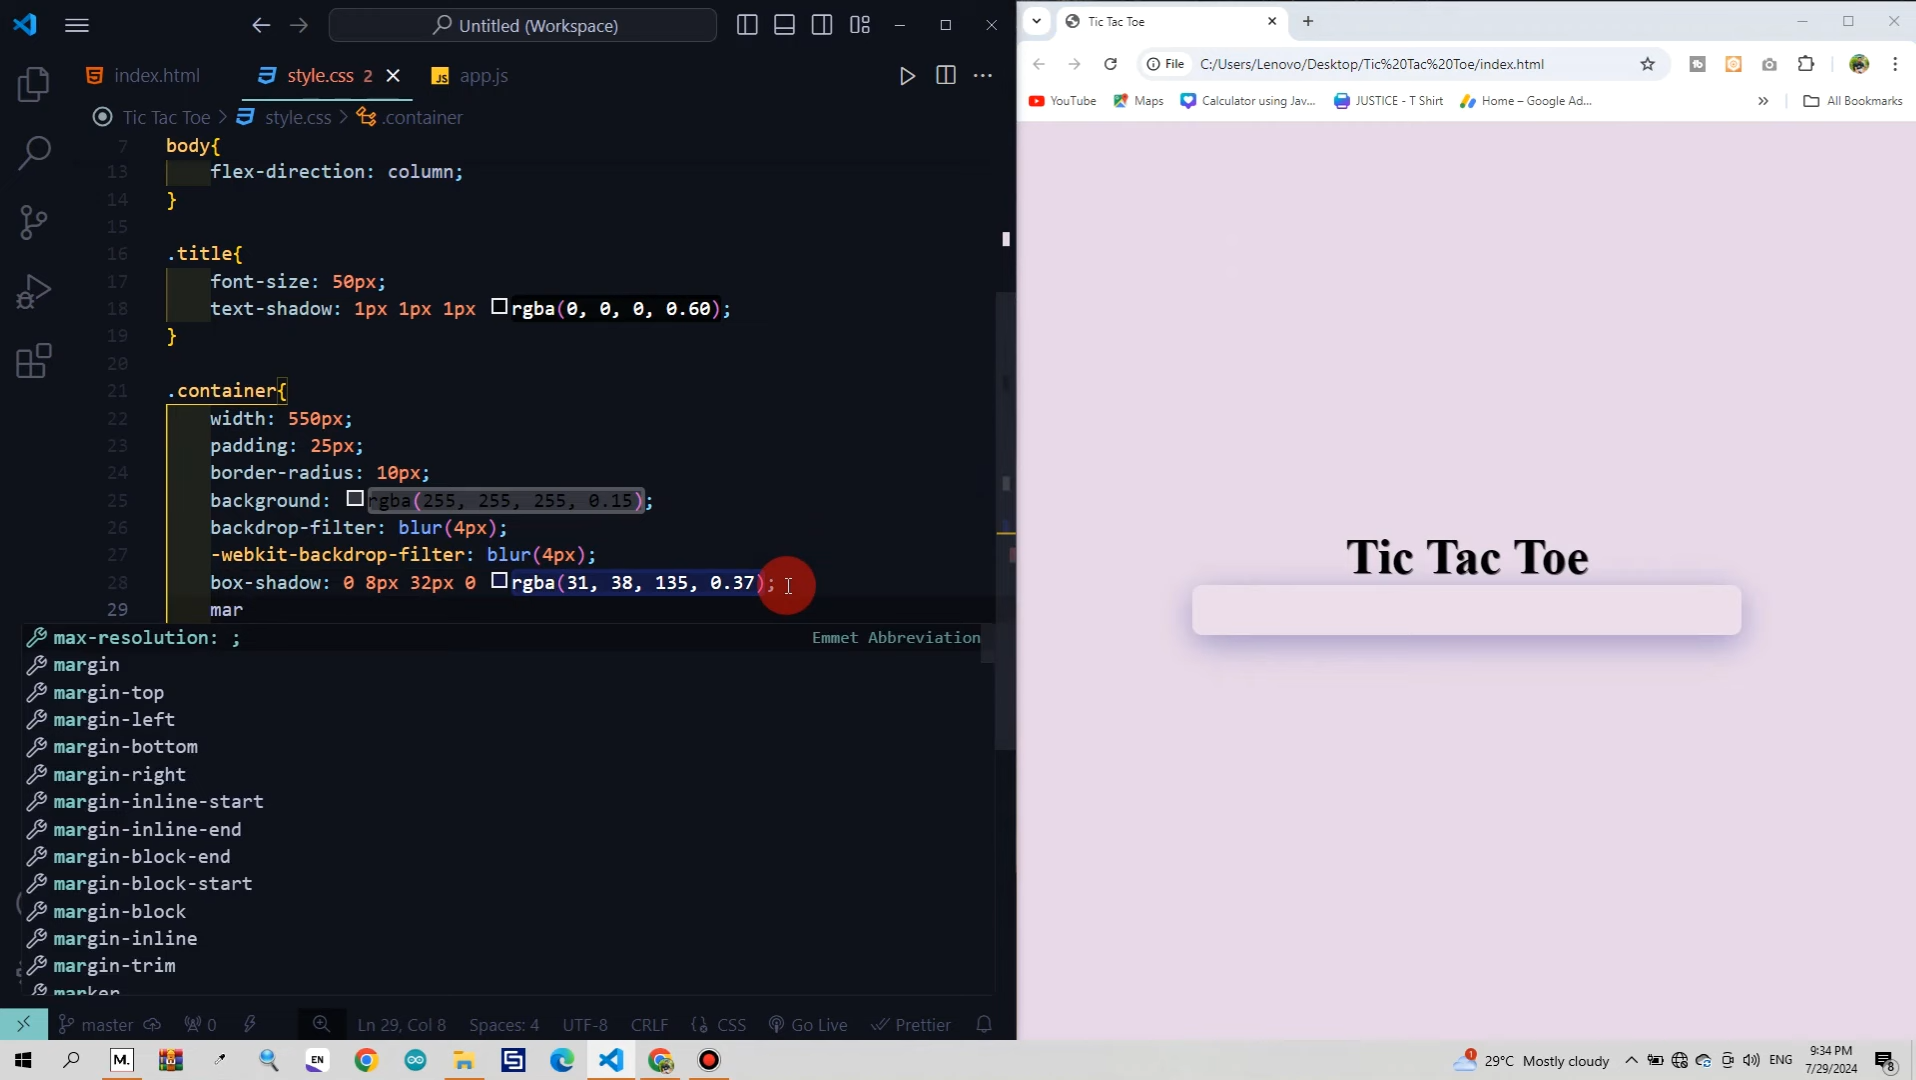 Untitled (Workspace)
index.html
style.css 2
JS app.js
Tic Tac Toe > style.css > .container
7 body{
13 flex-direction: column;
14 }
15
16 .title{
17 font-size: 50px;
18 text-shadow: 1px 1px 1px rgba(0, 0, 0, 0.60);
19 }
20
21 .container{
22 width: 550px;
23 padding: 25px;
24 border-radius: 10px;
25 background: rgba(255, 255, 255, 0.15);
26 backdrop-filter: blur(4px);
27 -webkit-backdrop-filter: blur(4px);
28 box-shadow: 0 8px 32px 0 rgba(31, 38, 135, 0.37);
29 mar
max-resolution: ; Emmet Abbreviation
margin
margin-top
margin-left
margin-bottom
margin-right
margin-inline-start
margin-inline-end
margin-block-end
margin-block-start
margin-block
margin-inline
margin-trim
marker
master 0 Ln 29, Col 8 Spaces: 4 UTF-8 CRLF {} CSS Go Live Prettier
Tic Tac Toe
File C:/Users/Lenovo/Desktop/Tic%20Tac%20Toe/index.html
YouTube Maps Calculator using Jav... JUSTICE - T Shirt Home – Google Ad... » All Bookmarks
Tic Tac Toe
M. EN 29°C Mostly cloudy ENG
9:34 PM
7/29/2024
1
8